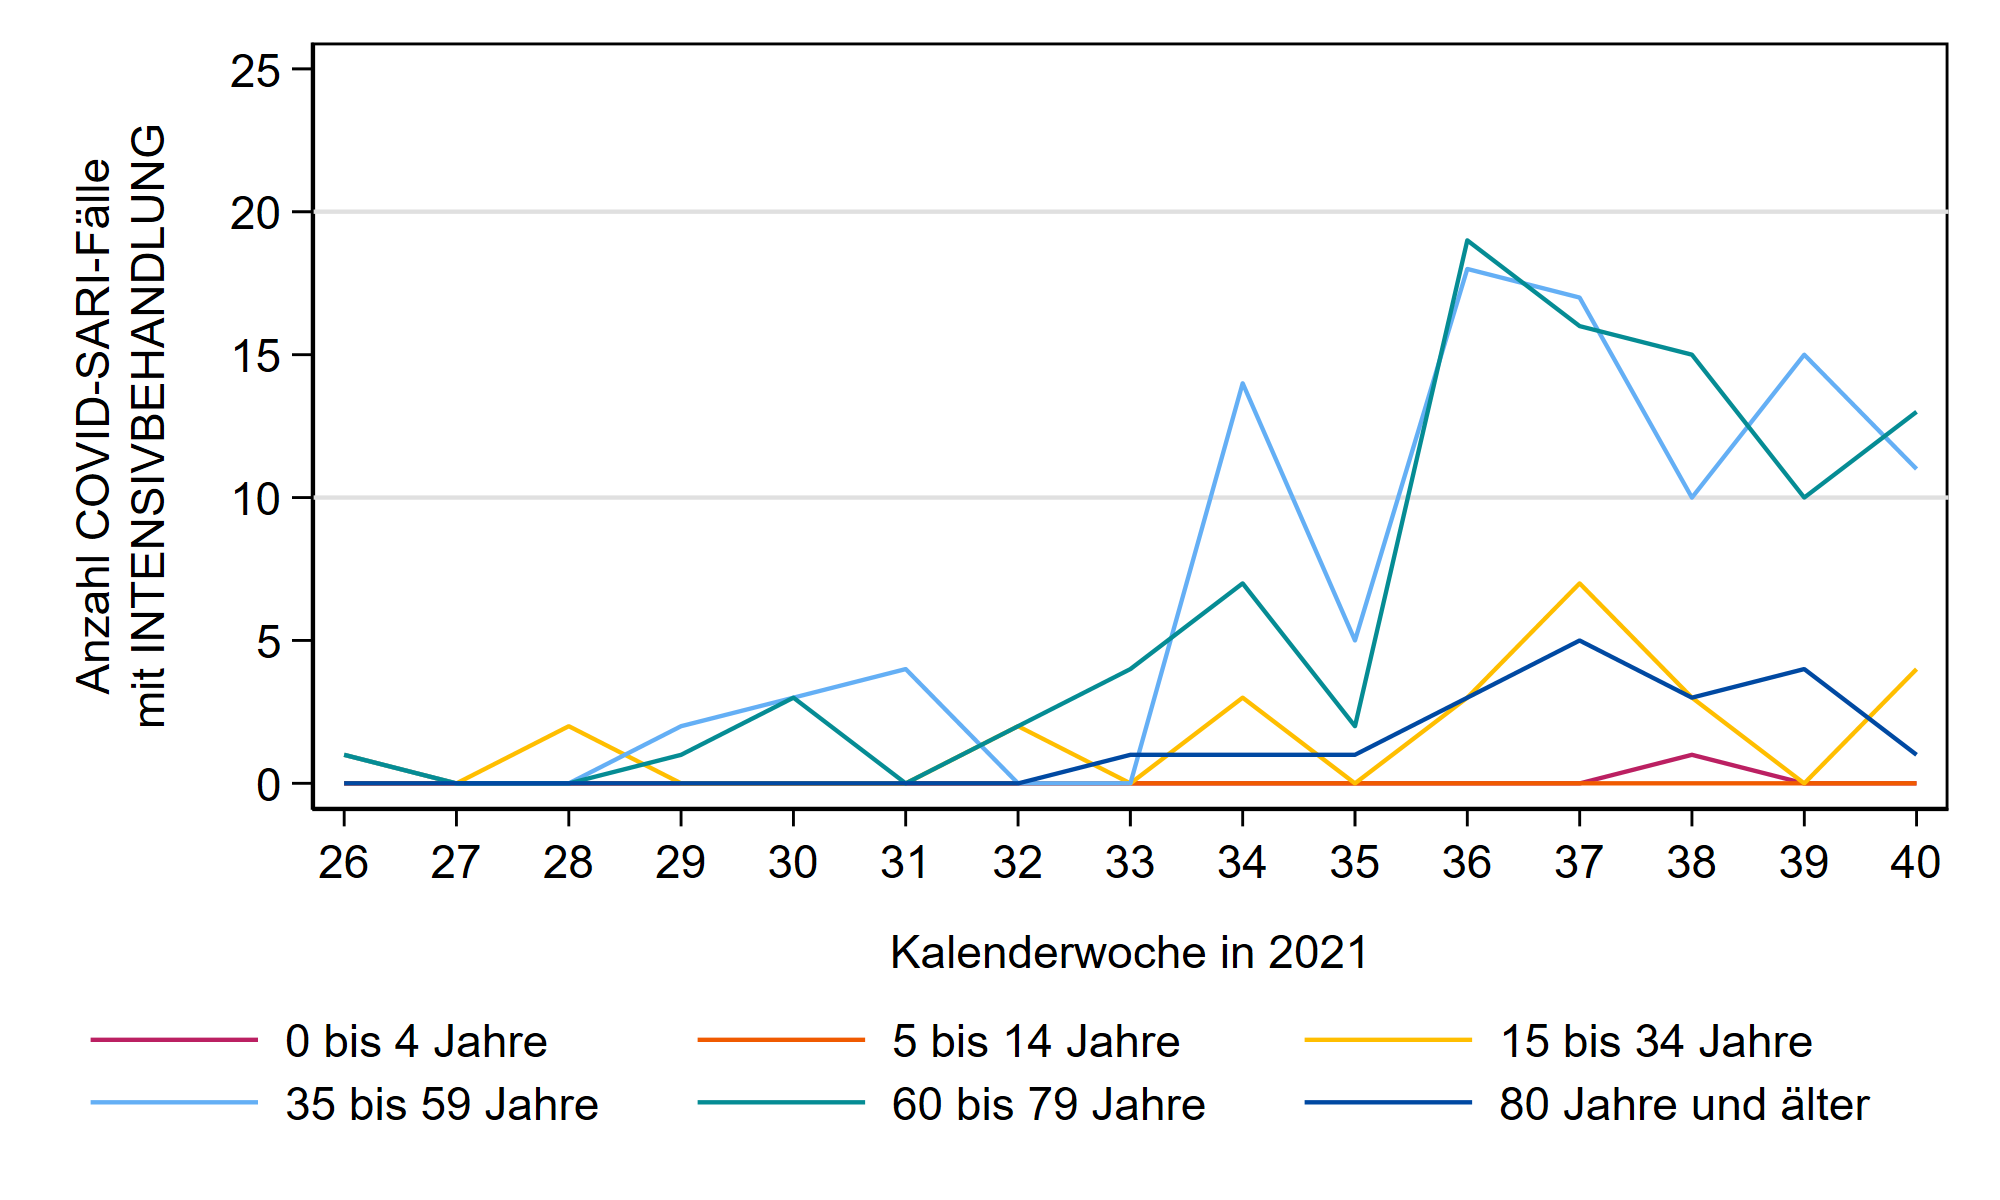 Anzahl COVID-SARI-Fälle
mit INTENSIVBEHANDLUNG
25
20
15
10
5
0
26 27 28 29 30 31 32 33 34 35 36 37 38 39 40
Kalenderwoche in 2021
0 bis 4 Jahre 5 bis 14 Jahre 15 bis 34 Jahre
35 bis 59 Jahre 60 bis 79 Jahre 80 Jahre und älter